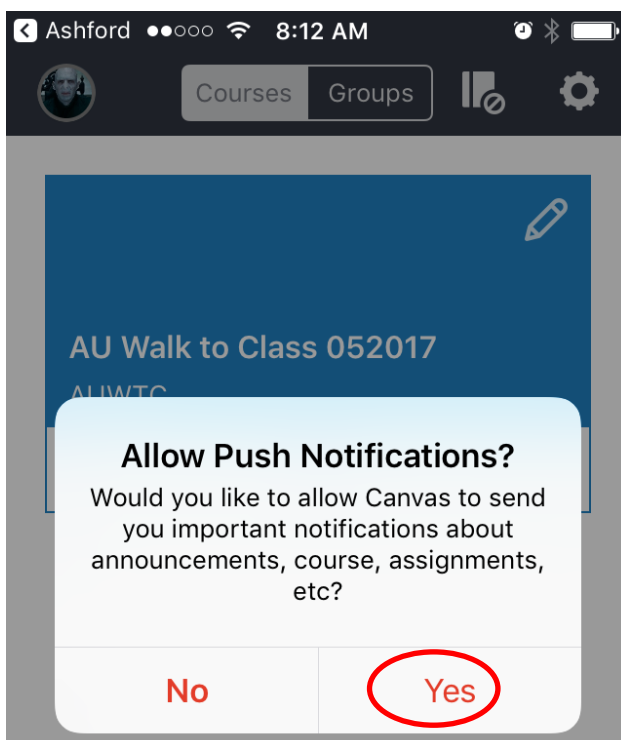 Ashford 8:12 AM
Courses Groups
AU Walk to Class 052017
AUWTC
Allow Push Notifications?
Would you like to allow Canvas to send
you important notifications about
announcements, course, assignments,
etc?
No Yes